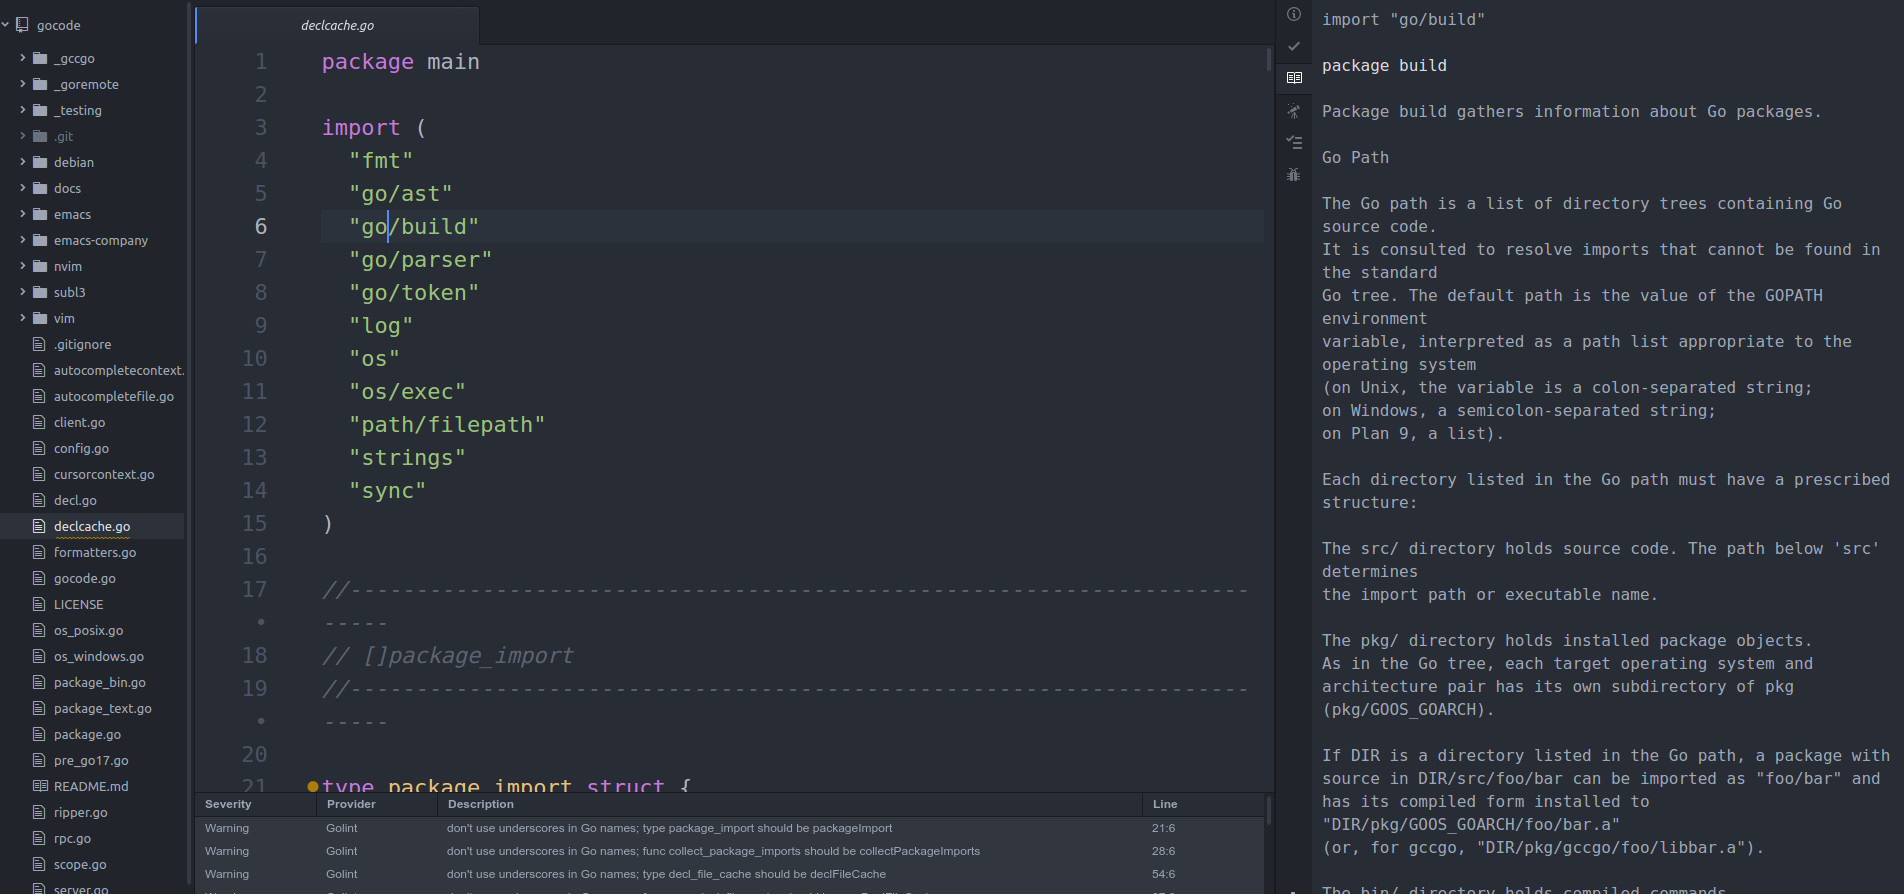 gocode
_gccgo
_goremote
_testing
.git
debian
docs
emacs
emacs-company
nvim
subl3
vim
.gitignore
autocompletecontext.
autocompletefile.go
client.go
config.go
cursorcontext.go
decl.go
declcache.go
formatters.go
gocode.go
LICENSE
os_posix.go
os_windows.go
package_bin.go
package_text.go
package.go
pre_go17.go
README.md
ripper.go
rpc.go
scope.go
server.go
declcache.go
1 package main
2
3 import (
4 "fmt"
5 "go/ast"
6 "go/build"
7 "go/parser"
8 "go/token"
9 "log"
10 "os"
11 "os/exec"
12 "path/filepath"
13 "strings"
14 "sync"
15 )
16
17 //--------------------------------------------------------------------
• -----
18 // []package_import
19 //--------------------------------------------------------------------
• -----
20
21 type package_import struct {
Severity Provider Description Line
Warning Golint don't use underscores in Go names; type package_import should be packageImport 21:6
Warning Golint don't use underscores in Go names; func collect_package_imports should be collectPackageImports 28:6
Warning Golint don't use underscores in Go names; type decl_file_cache should be declFileCache 54:6
import "go/build"
package build
Package build gathers information about Go packages.
Go Path
The Go path is a list of directory trees containing Go
source code.
It is consulted to resolve imports that cannot be found in
the standard
Go tree. The default path is the value of the GOPATH
environment
variable, interpreted as a path list appropriate to the
operating system
(on Unix, the variable is a colon-separated string;
on Windows, a semicolon-separated string;
on Plan 9, a list).
Each directory listed in the Go path must have a prescribed
structure:
The src/ directory holds source code. The path below 'src'
determines
the import path or executable name.
The pkg/ directory holds installed package objects.
As in the Go tree, each target operating system and
architecture pair has its own subdirectory of pkg
(pkg/GOOS_GOARCH).
If DIR is a directory listed in the Go path, a package with
source in DIR/src/foo/bar can be imported as "foo/bar" and
has its compiled form installed to
"DIR/pkg/GOOS_GOARCH/foo/bar.a"
(or, for gccgo, "DIR/pkg/gccgo/foo/libbar.a").
The bin/ directory holds compiled commands.